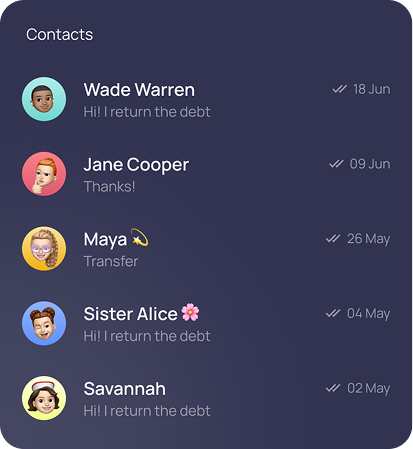 Contacts
Wade Warren 18 Jun
Hi! I return the debt
Jane Cooper 09 Jun
Thanks!
Maya 💫 26 May
Transfer
Sister Alice 🌸 04 May
Hi! I return the debt
Savannah 02 May
Hi! I return the debt